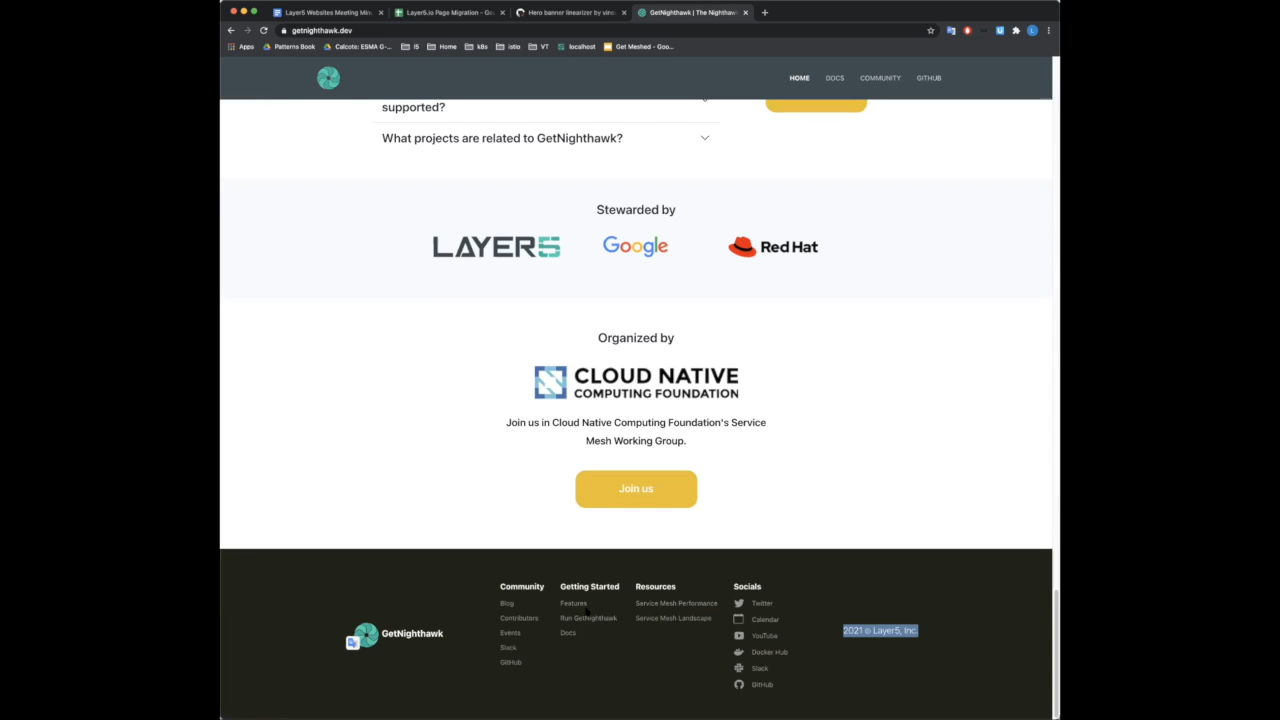 Layer5 Websites Meeting Min
Layer5.io Page Migration - Go
Hero banner linearizer by vinc
GetNighthawk | The Nighthaw
getnighthawk.dev
Apps
Patterns Book
Calcote: ESMA G-...
l5
Home
k8s
istio
VT
localhost
Get Meshed - Goo...
HOME
DOCS
COMMUNITY
GITHUB
supported?
What projects are related to GetNighthawk?
Stewarded by
LAYER5
Google
Red Hat
Organized by
CLOUD NATIVE
COMPUTING FOUNDATION
Join us in Cloud Native Computing Foundation's Service
Mesh Working Group.
Join us
GetNighthawk
Community
Blog
Contributors
Events
Slack
GitHub
Getting Started
Features
Run GetNighthawk
Docs
Resources
Service Mesh Performance
Service Mesh Landscape
Socials
Twitter
Calendar
YouTube
Docker Hub
Slack
GitHub
2021 © Layer5, Inc.